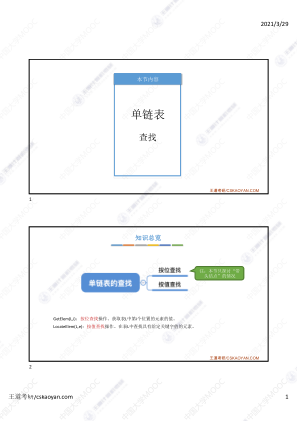 2021/3/29
本节内容
单链表
查找
王道考研/CSKAOYAN.COM
1
知识总览
单链表的查找
按位查找
按值查找
注:本节只探讨“带
头结点”的情况
GetElem(L,i):按位查找操作。获取表L中第i个位置的元素的值。
LocateElem(L,e):按值查找操作。在表L中查找具有给定关键字值的元素。
王道考研/CSKAOYAN.COM
2
王道考研/cskaoyan.com
1